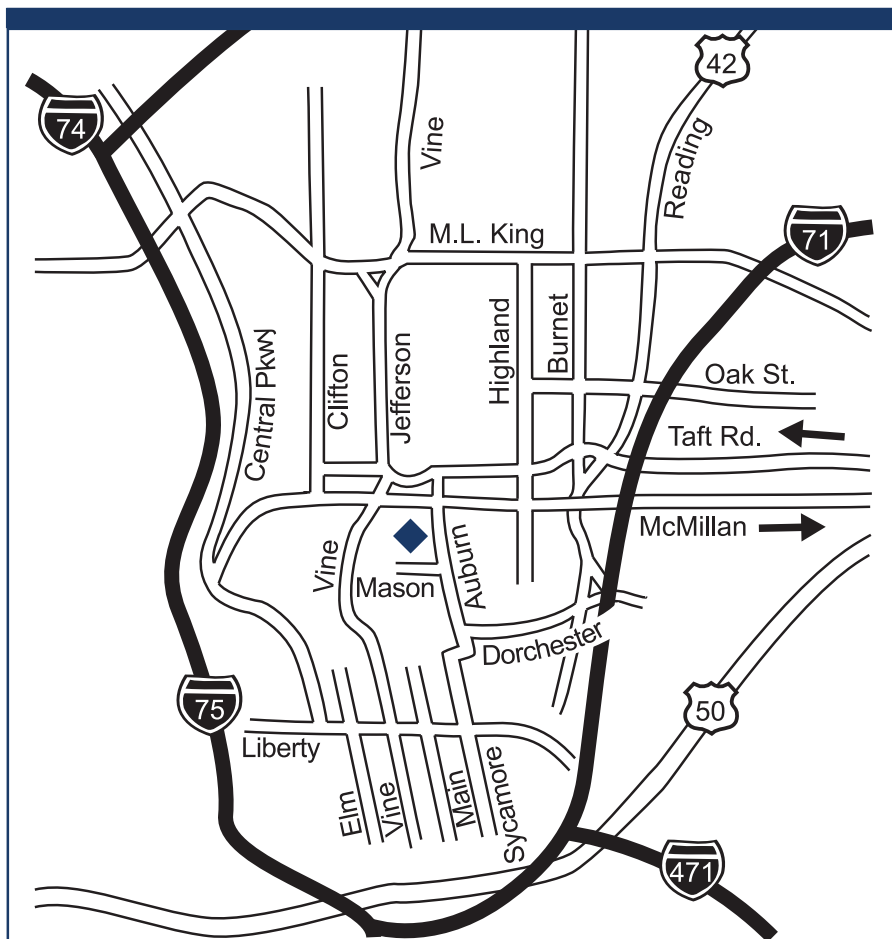 42
74
Vine
Reading
M.L. King
71
Highland
Burnet
Central Pkwy
Clifton
Jefferson
Oak St.
Taft Rd.
McMillan
Vine
Mason
Auburn
Dorchester
75
50
Liberty
Elm
Vine
Main
Sycamore
471